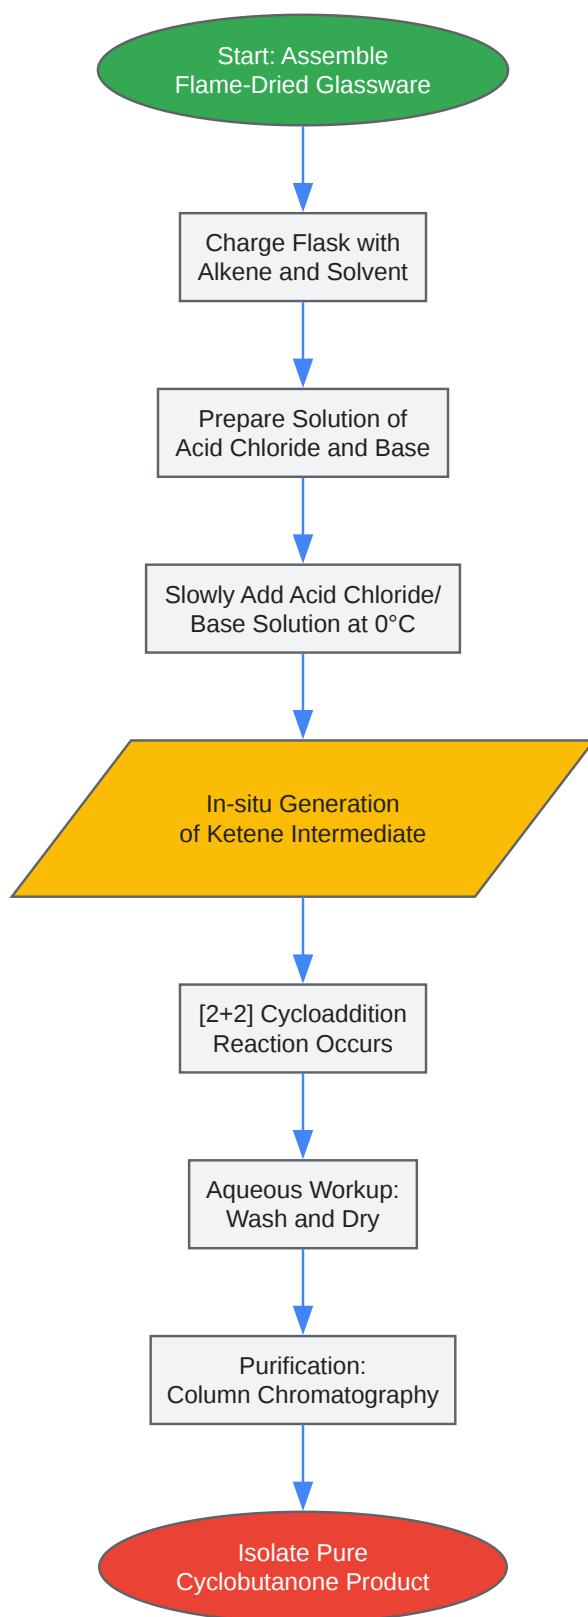 Start: Assemble
Flame-Dried Glassware
Charge Flask with
Alkene and Solvent
Prepare Solution of
Acid Chloride and Base
Slowly Add Acid Chloride/
Base Solution at 0°C
In-situ Generation
of Ketene Intermediate
[2+2] Cycloaddition
Reaction Occurs
Aqueous Workup:
Wash and Dry
Purification:
Column Chromatography
Isolate Pure
Cyclobutanone Product